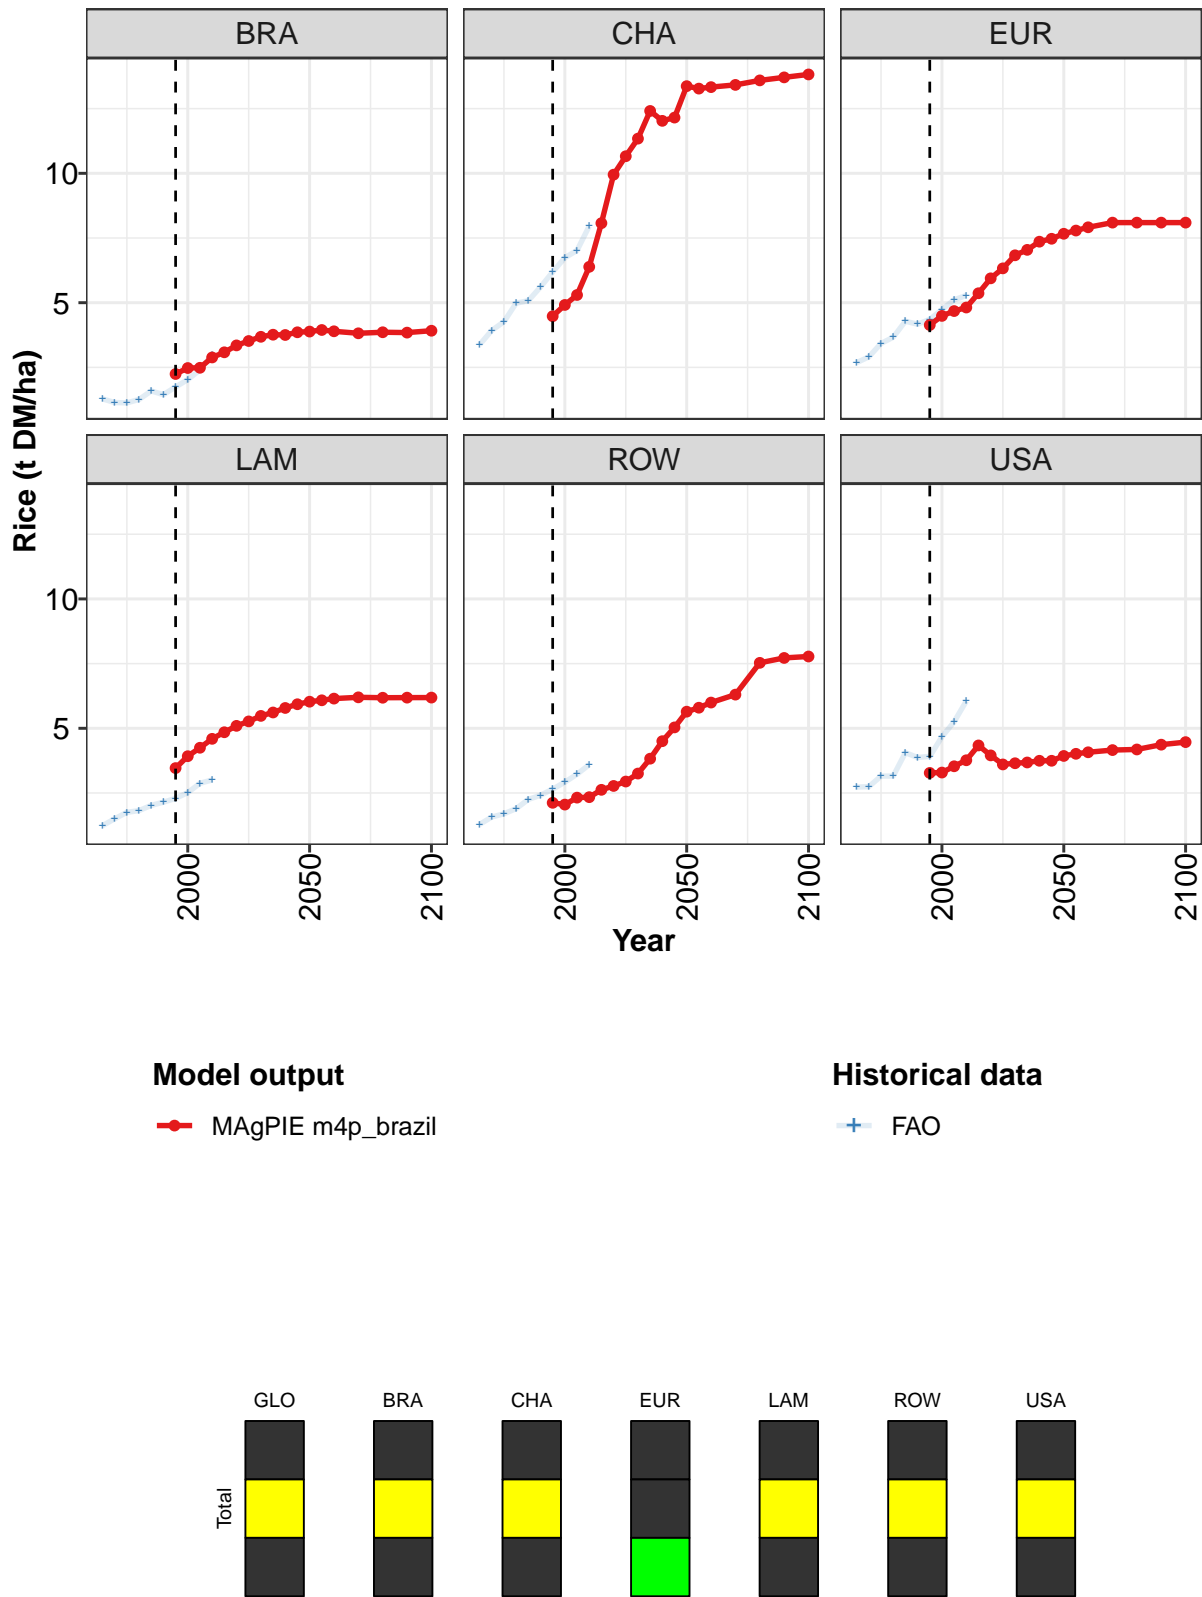 BRA CHA EUR
10
5
LAM ROW USA
10
5
Rice (t DM/ha)
2000 2050 2100 2000 2050 2100 2000 2050 2100
Year
Model output Historical data
MAgPIE m4p_brazil FAO
GLO BRA CHA EUR LAM ROW USA
Total